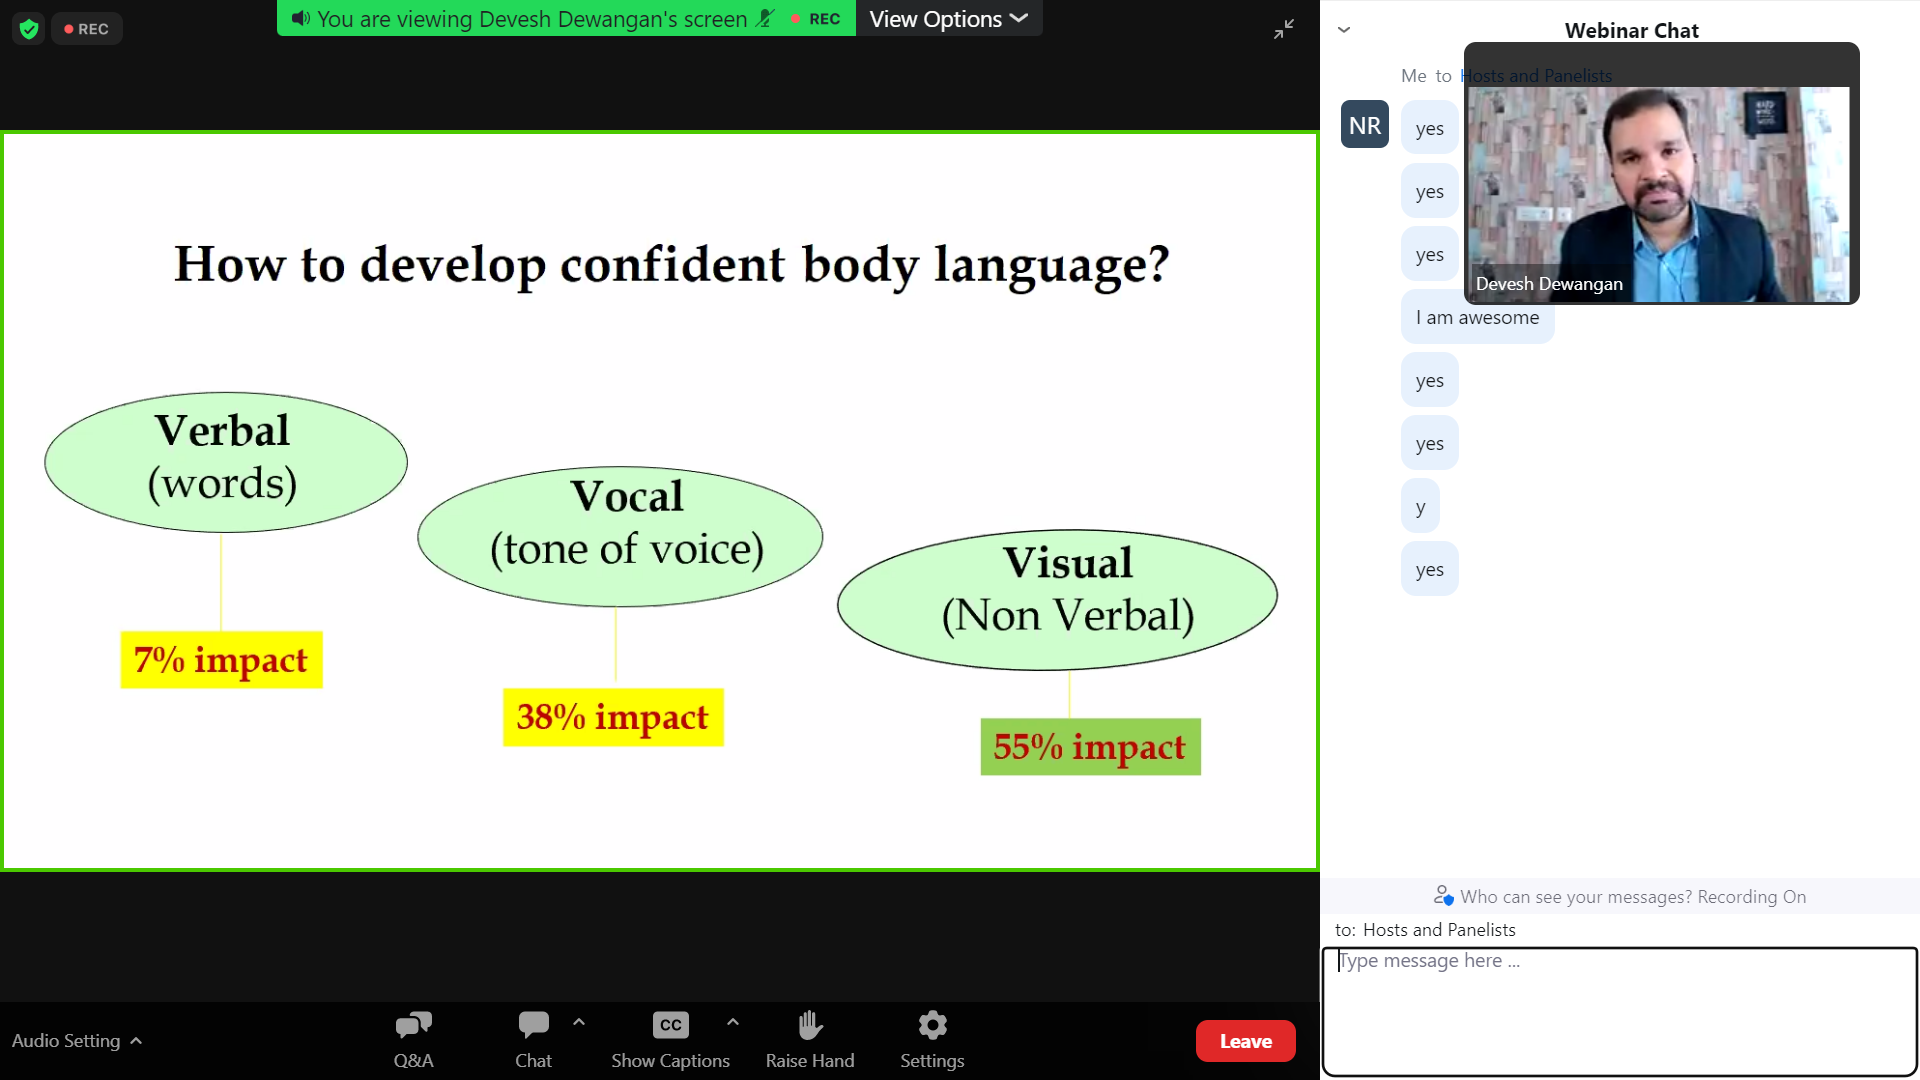 REC
You are viewing Devesh Dewangan's screen
REC
View Options
How to develop confident body language?
Verbal
(words)
Vocal
(tone of voice)
Visual
(Non Verbal)
7% impact
38% impact
55% impact
Audio Setting
Q&A
Chat
CC
Show Captions
Raise Hand
Settings
Leave
Webinar Chat
Me to Hosts and Panelists
NR
yes
yes
yes
Devesh Dewangan
I am awesome
yes
yes
y
yes
Who can see your messages? Recording On
to: Hosts and Panelists
Type message here ...